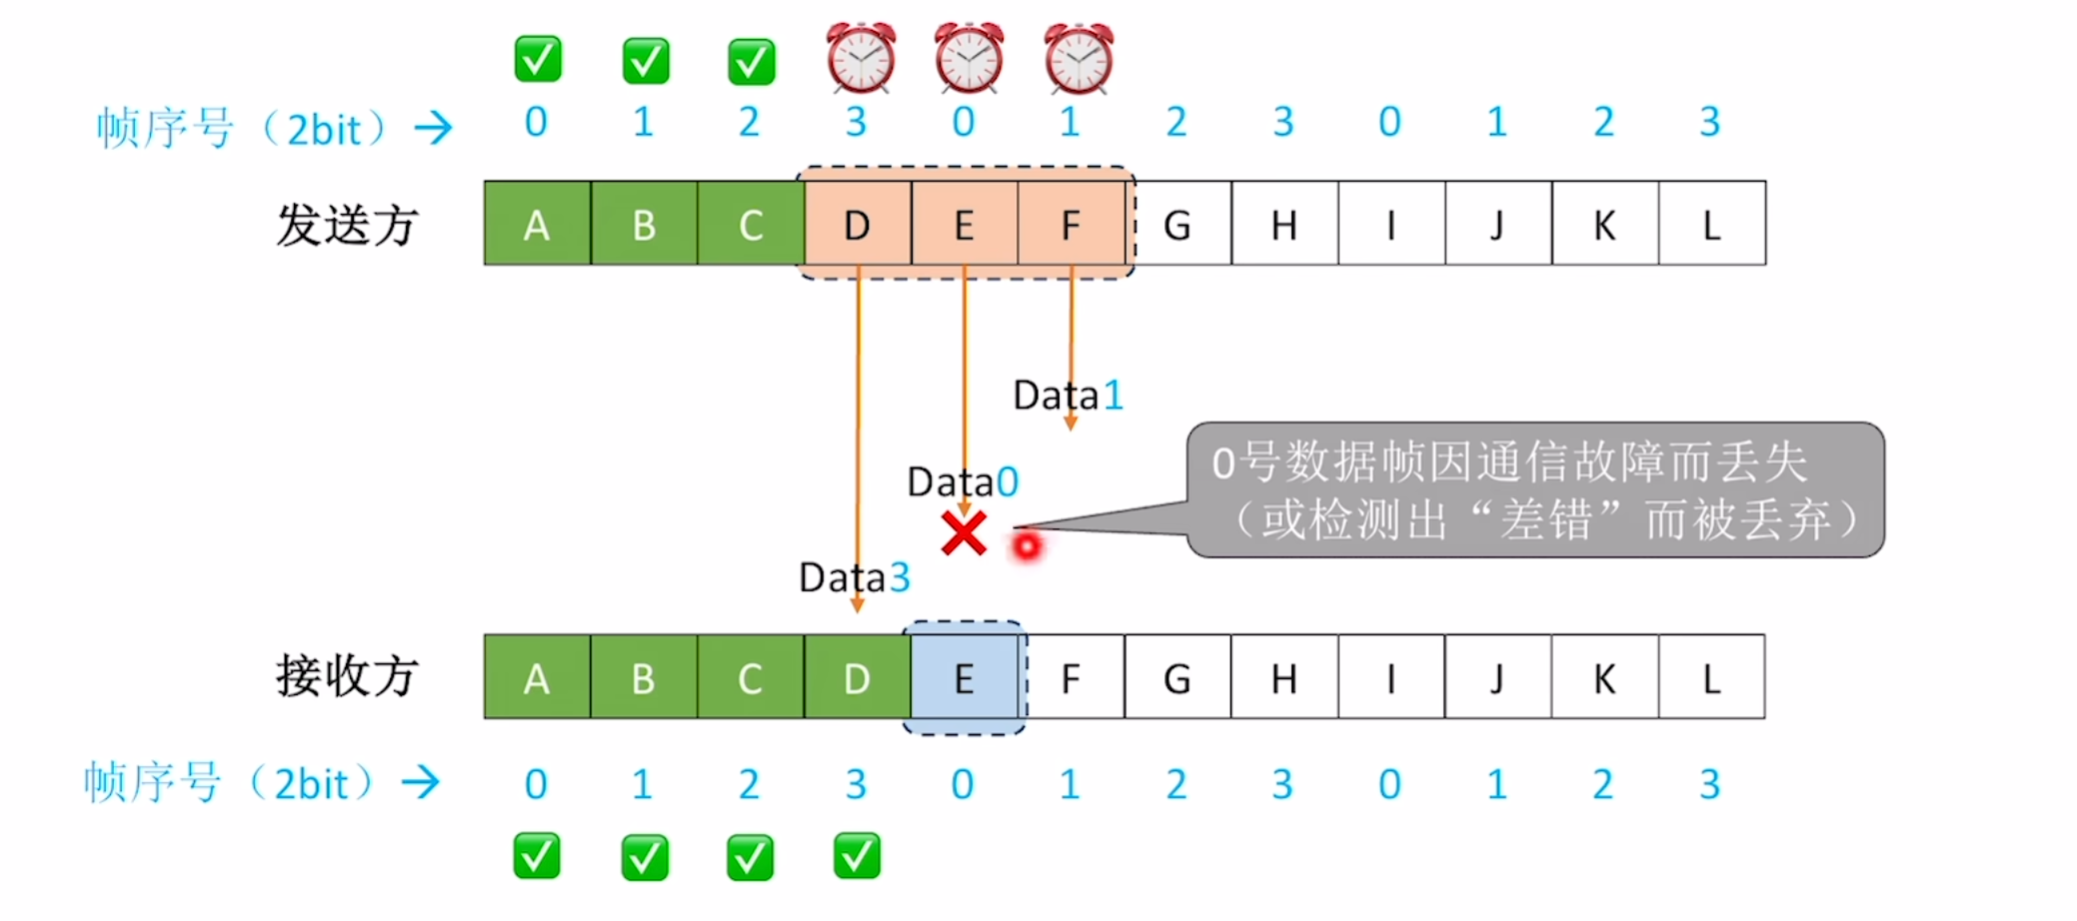 帧序号（2bit）→ 0 1 2 3 0 1 2 3 0 1 2 3
发送方 A B C D E F G H I J K L
Data1
0号数据帧因通信故障而丢失
（或检测出“差错”而被丢弃）
Data0
Data3
接收方 A B C D E F G H I J K L
帧序号（2bit）→ 0 1 2 3 0 1 2 3 0 1 2 3